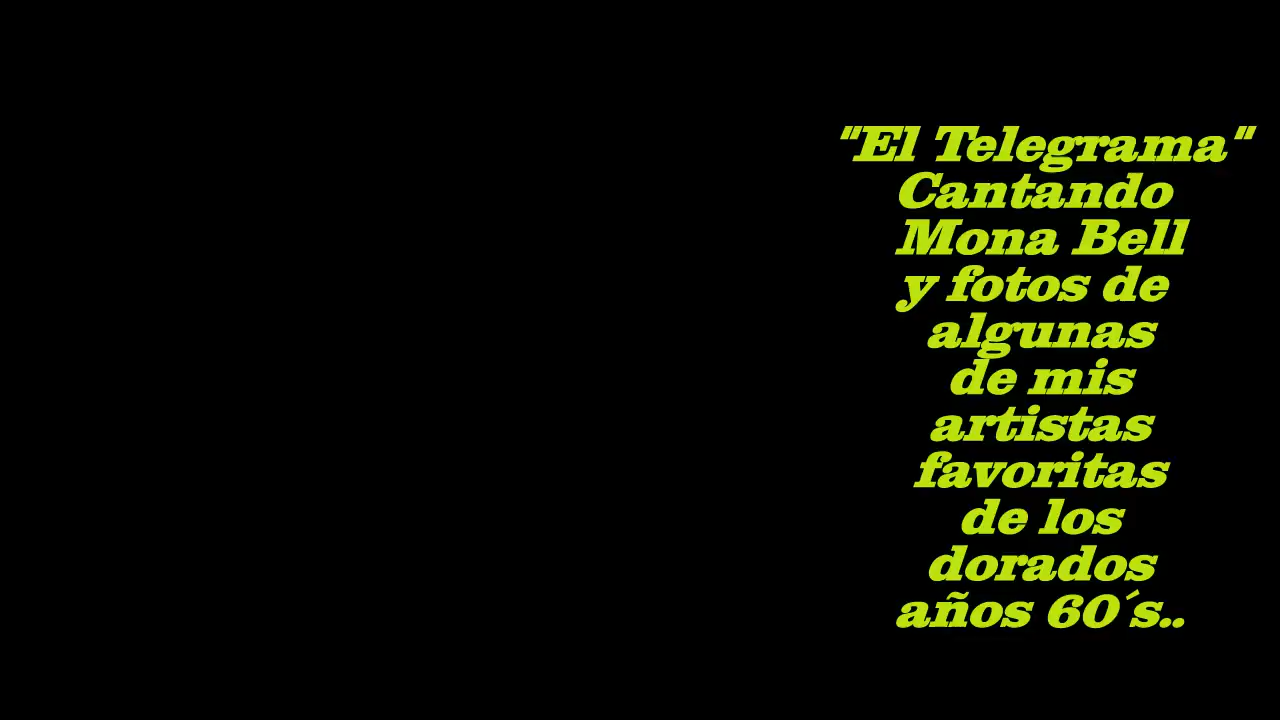 "El Telegrama"
Cantando
Mona Bell
y fotos de
algunas
de mis
artistas
favoritas
de los
dorados
años 60´s..